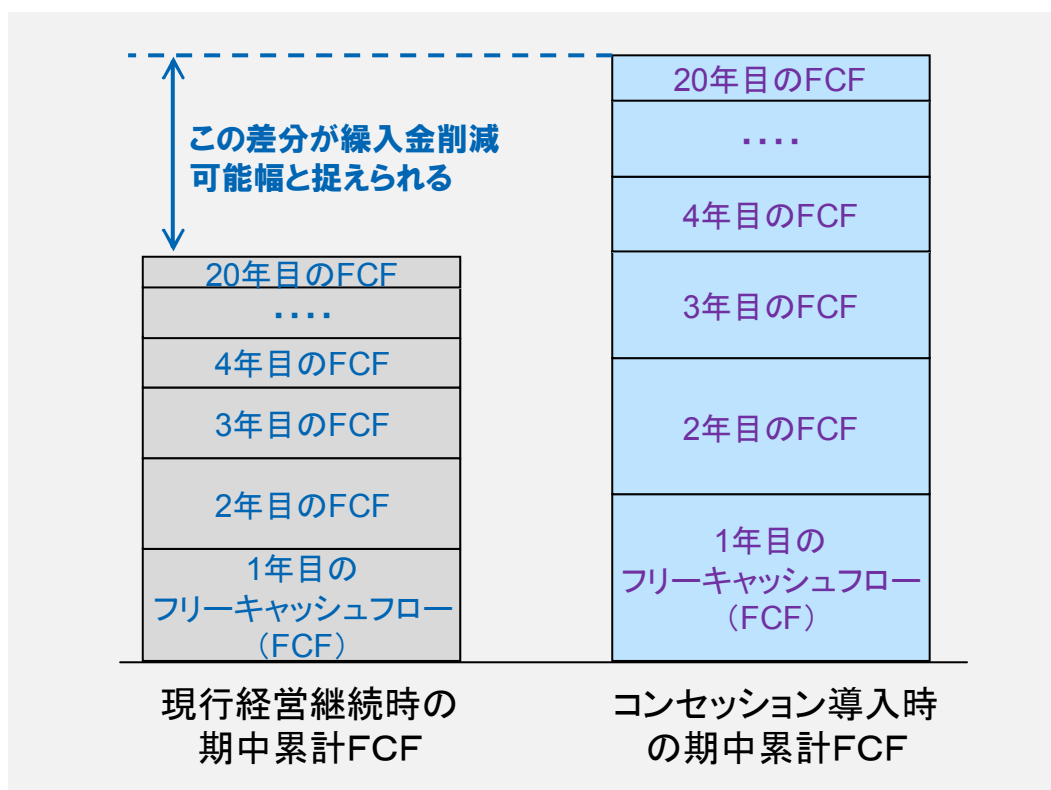 この差分が繰入金削減
可能幅と捉えられる
20年目のFCF
････
4年目のFCF
3年目のFCF
2年目のFCF
1年目の
フリーキャッシュフロー
（FCF）
現行経営継続時の
期中累計FCF
20年目のFCF
････
4年目のFCF
3年目のFCF
2年目のFCF
1年目の
フリーキャッシュフロー
（FCF）
コンセッション導入時
の期中累計FCF